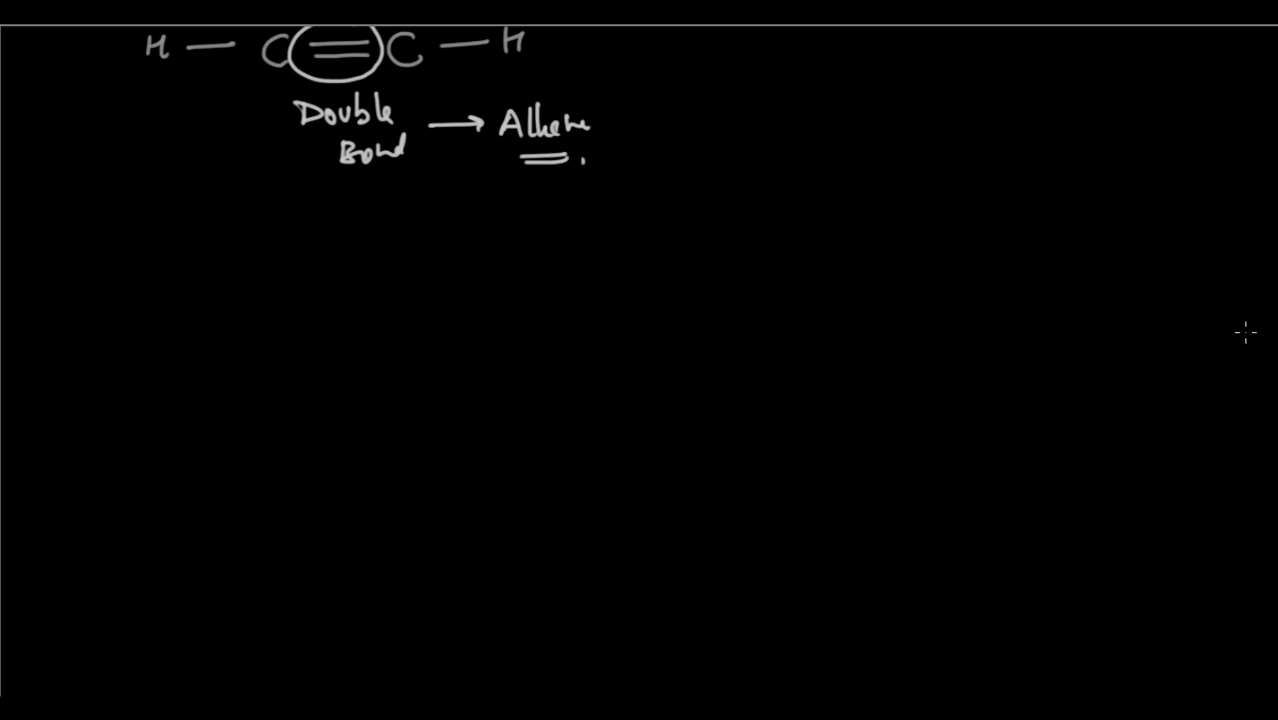 H — C = C — H
Double → Alkene.
Bond